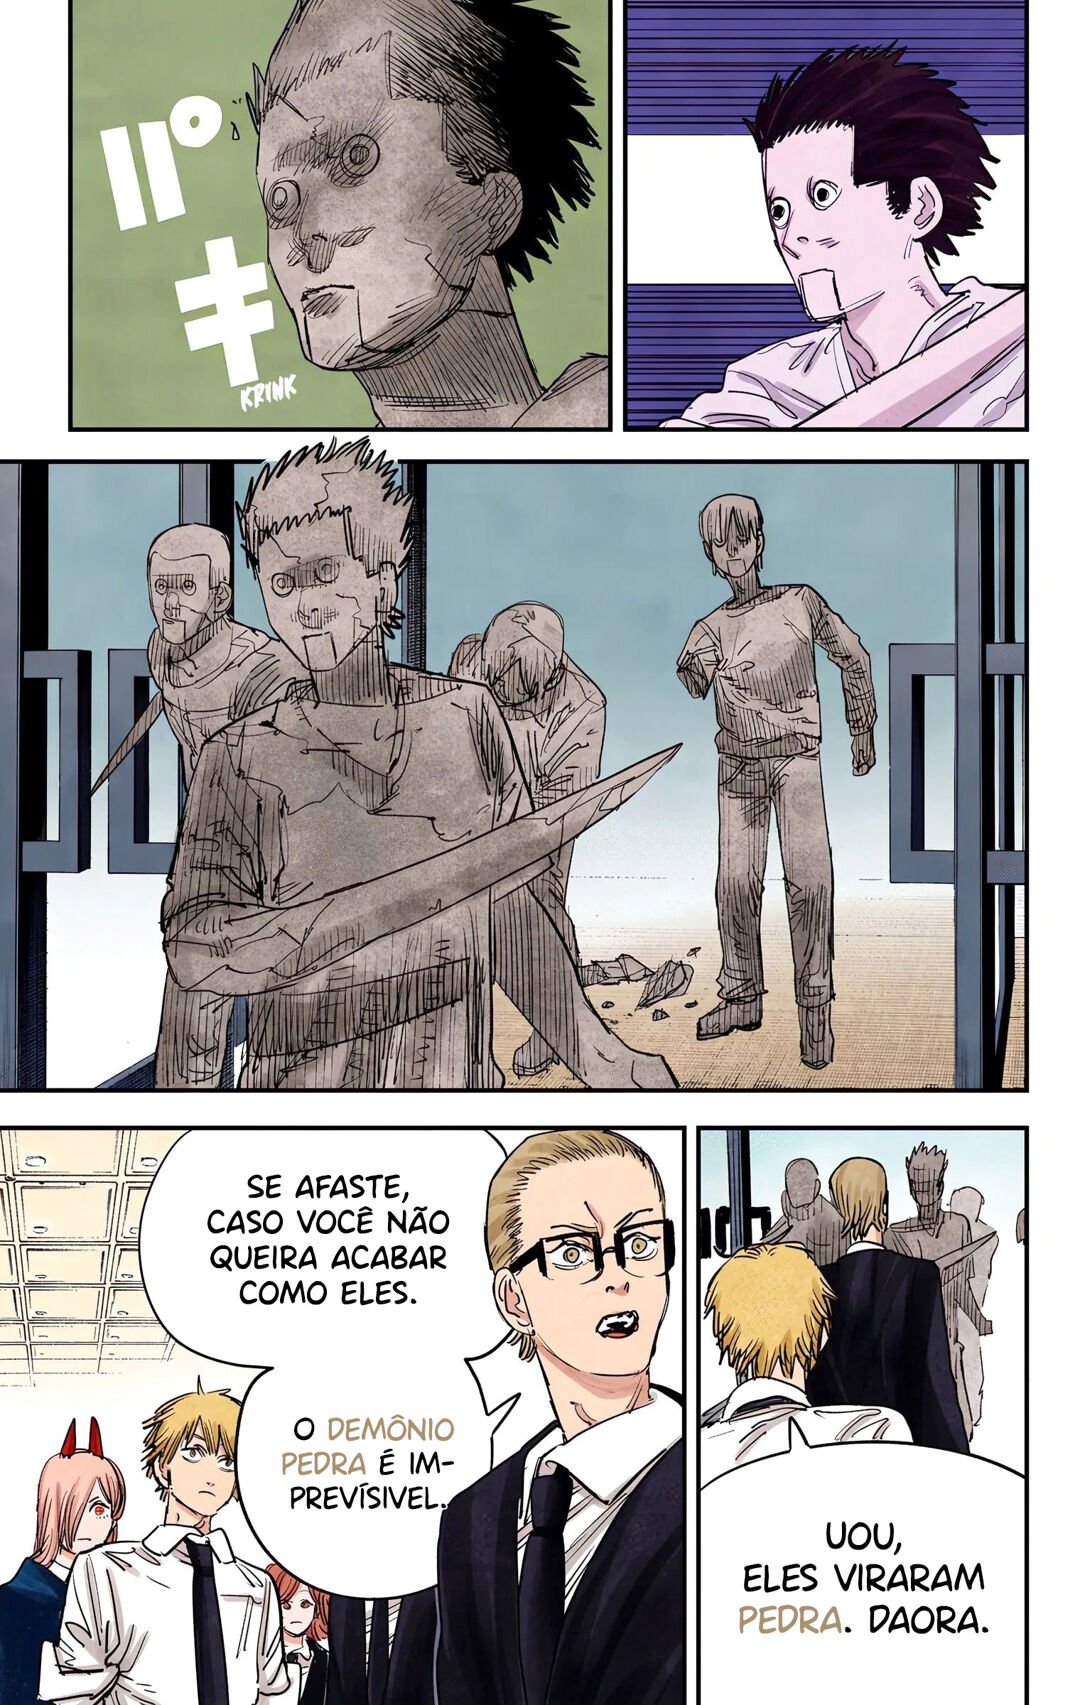 パキ
KRINK
UOU,
ELES VIRARAM
PEDRA. DAORA.
SE AFASTE,
CASO VOCÊ NÃO
QUEIRA ACABAR
COMO ELES.
O DEMÔNIO
PEDRA É IM-
PREVÍSIVEL.